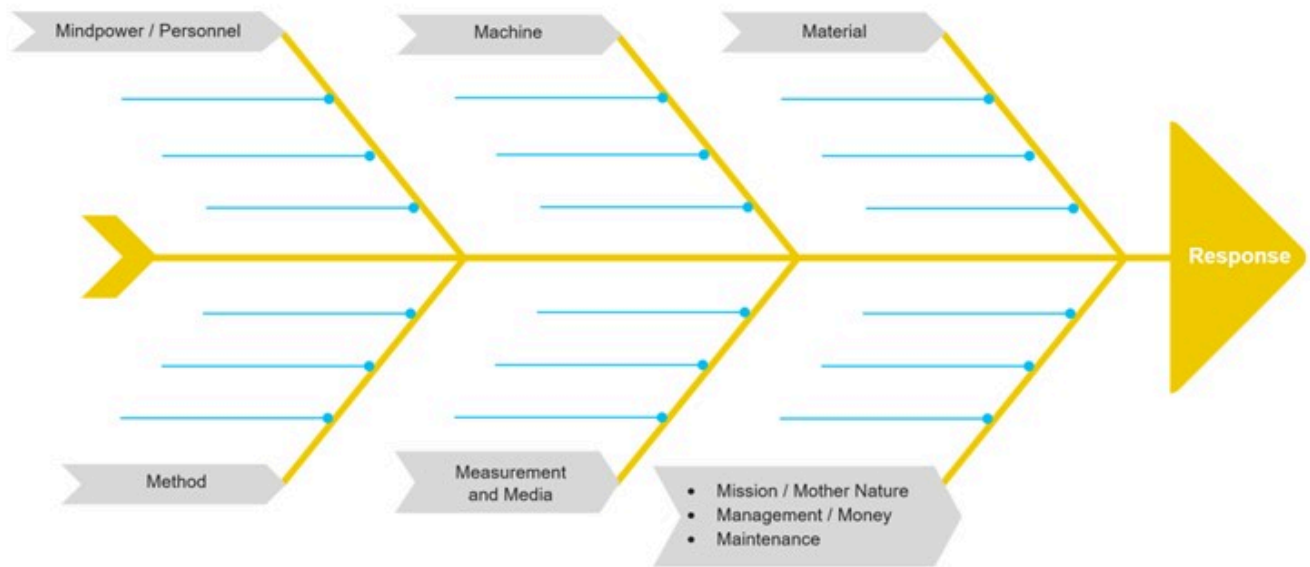 Mindpower / Personnel
Machine
Material
Response
Method
Measurement
and Media
• Mission / Mother Nature
• Management / Money
• Maintenance